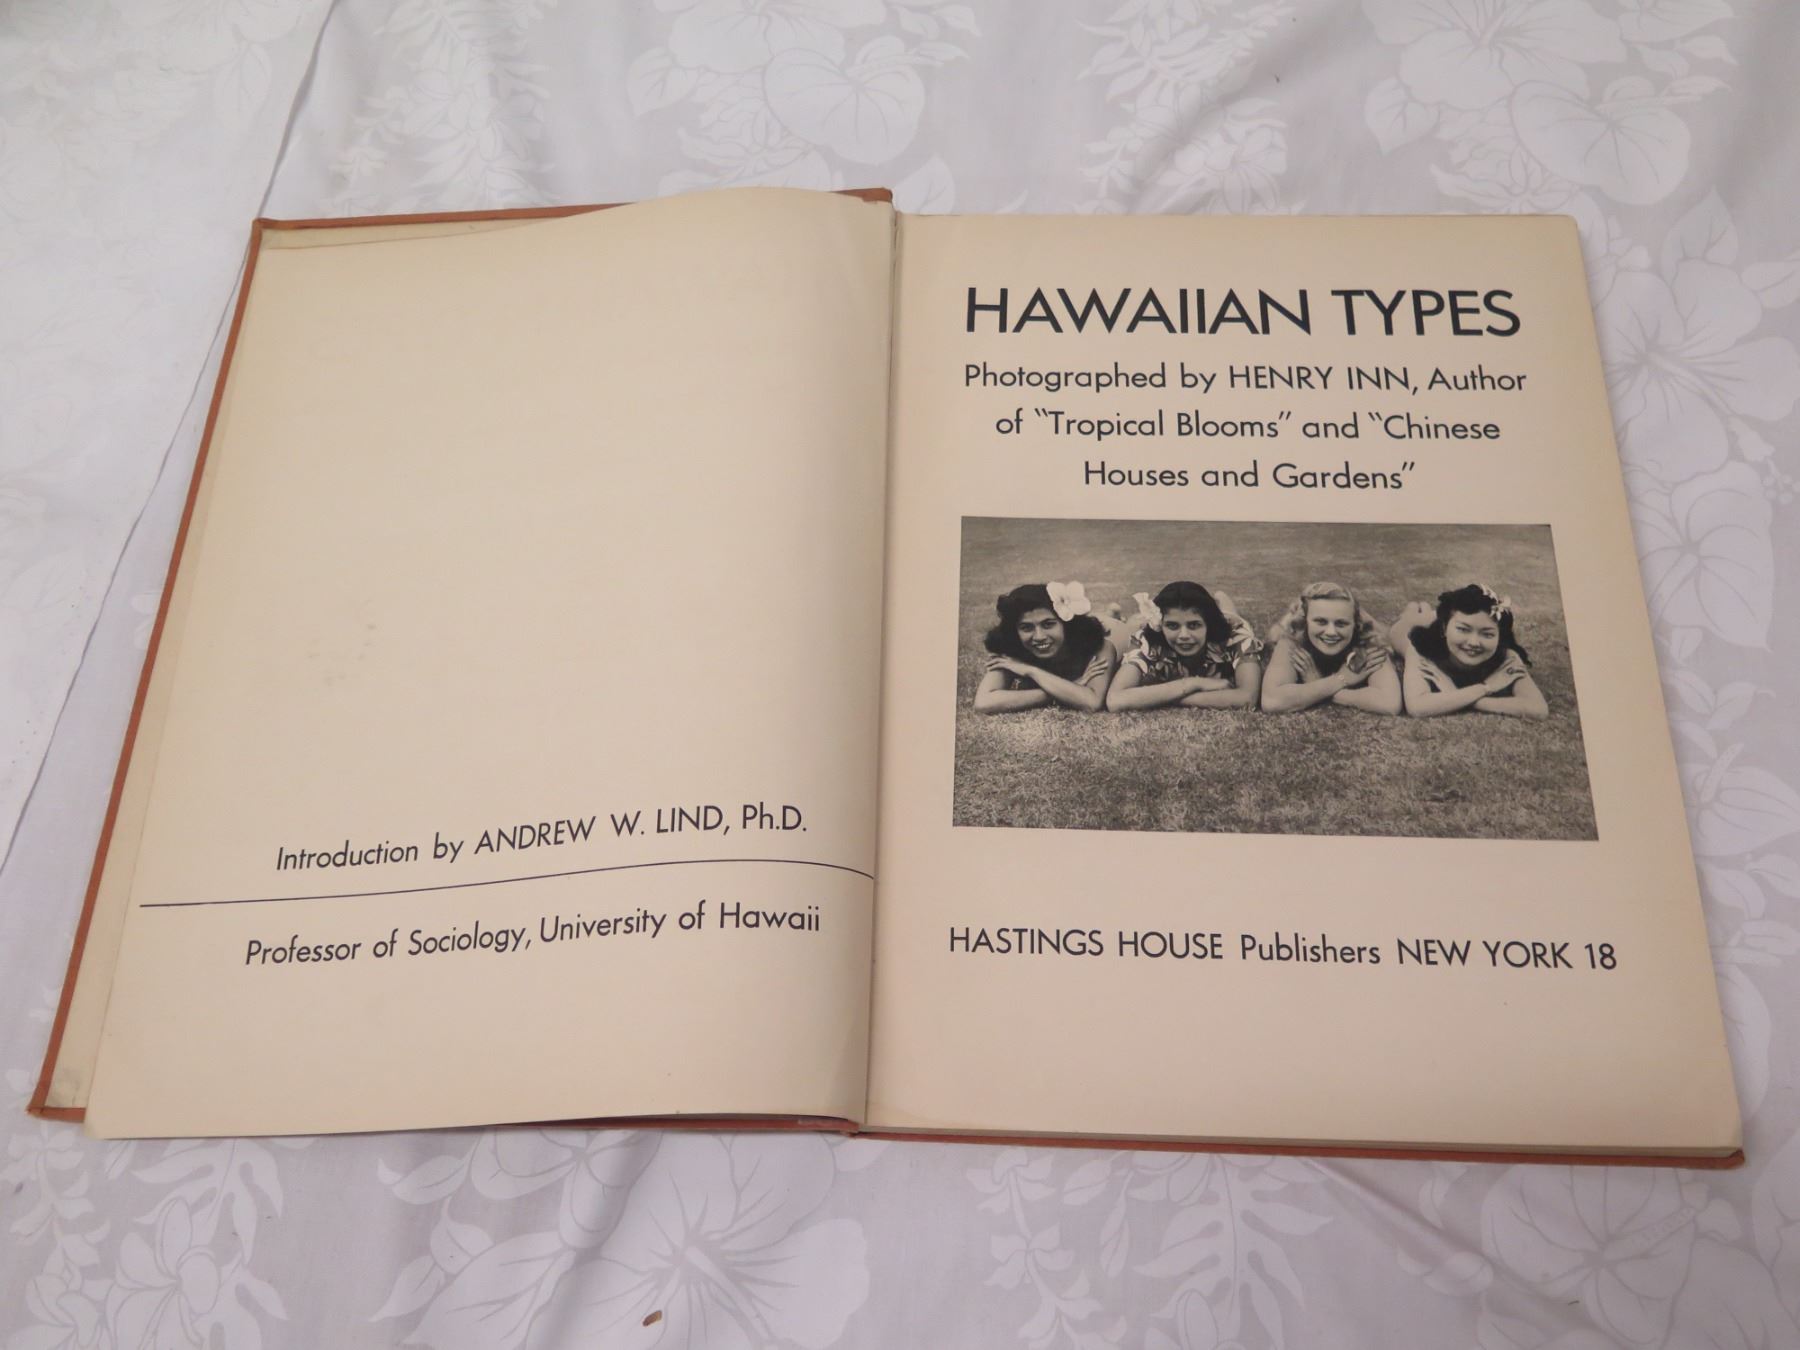 Introduction by ANDREW W. LIND, Ph.D.
Professor of Sociology, University of Hawaii
HAWAIIAN TYPES
Photographed by HENRY INN, Author
of "Tropical Blooms" and "Chinese
Houses and Gardens"
HASTINGS HOUSE Publishers NEW YORK 18